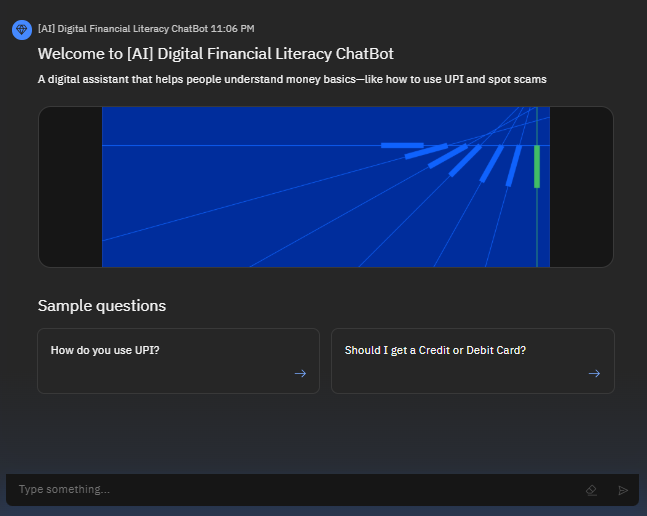 [AI] Digital Financial Literacy ChatBot 11:06 PM
Welcome to [AI] Digital Financial Literacy ChatBot
A digital assistant that helps people understand money basics—like how to use UPI and spot scams
Sample questions
How do you use UPI?
Should I get a Credit or Debit Card?
Type something...